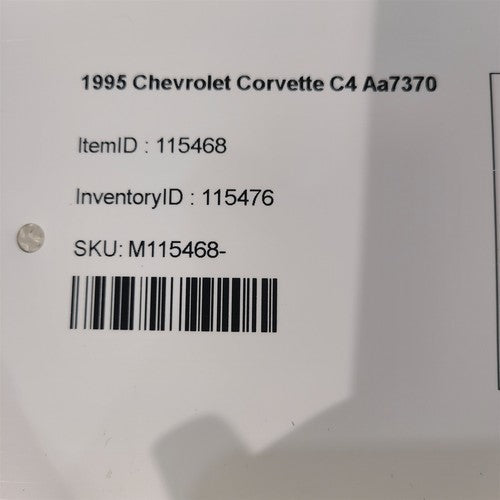 1995 Chevrolet Corvette C4 Aa7370
ItemID : 115468
InventoryID : 115476
SKU: M115468-